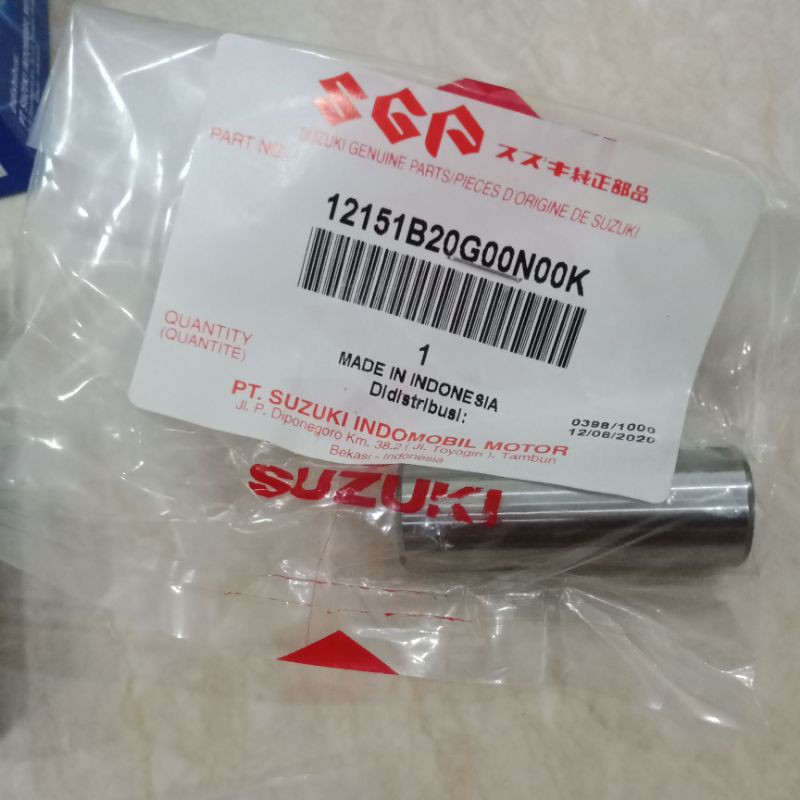 SGP スズキ純正部品
PART NO.
SUZUKI GENUINE PARTS/PIECES D'ORIGINE DE SUZUKI
12151B20G00N00K
QUANTITY
(QUANTITE)
1
MADE IN INDONESIA
Didistribusi:
PT. SUZUKI INDOMOBIL MOTOR
Jl. P. Diponegoro Km. 38.2 ( Jl. Toyogiri ), Tambun
Bekasi - Indonesia
0398/1000
12/08/2020
SUZUKI